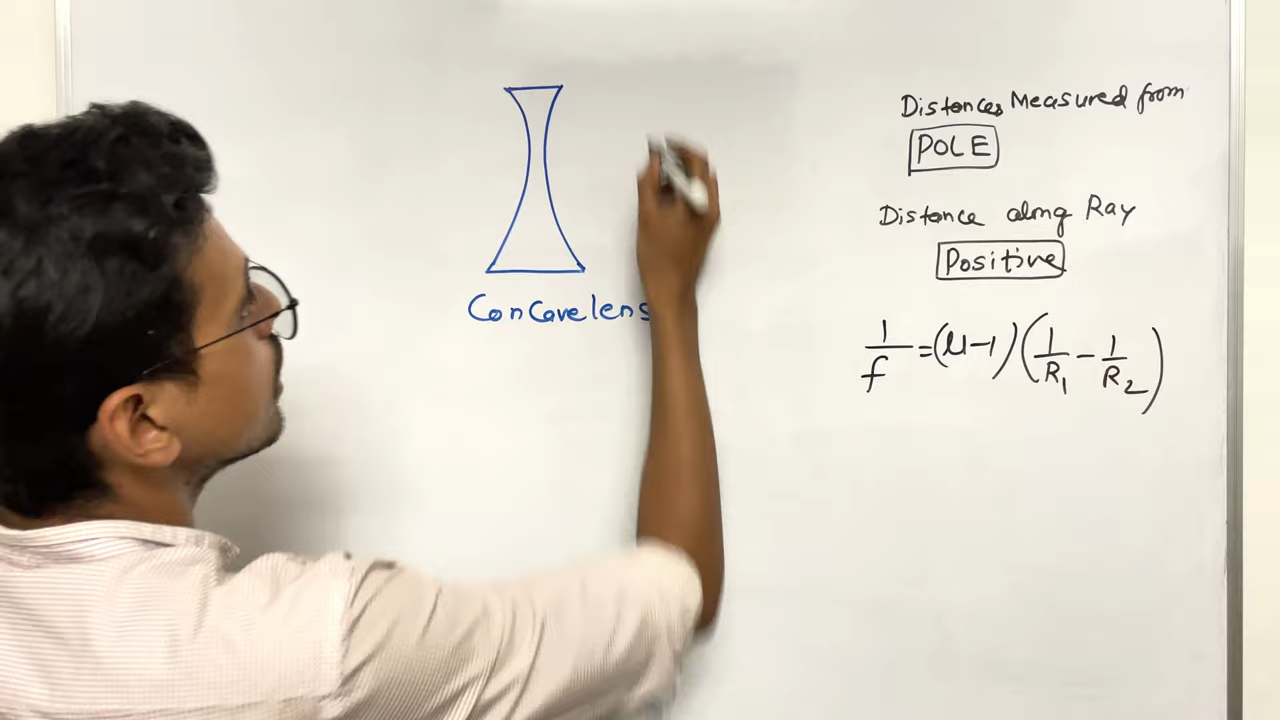 Distances Measured from
POLE
Distance along Ray
Positive
Concave lens
1/f = (μ-1)(1/R₁ - 1/R₂)